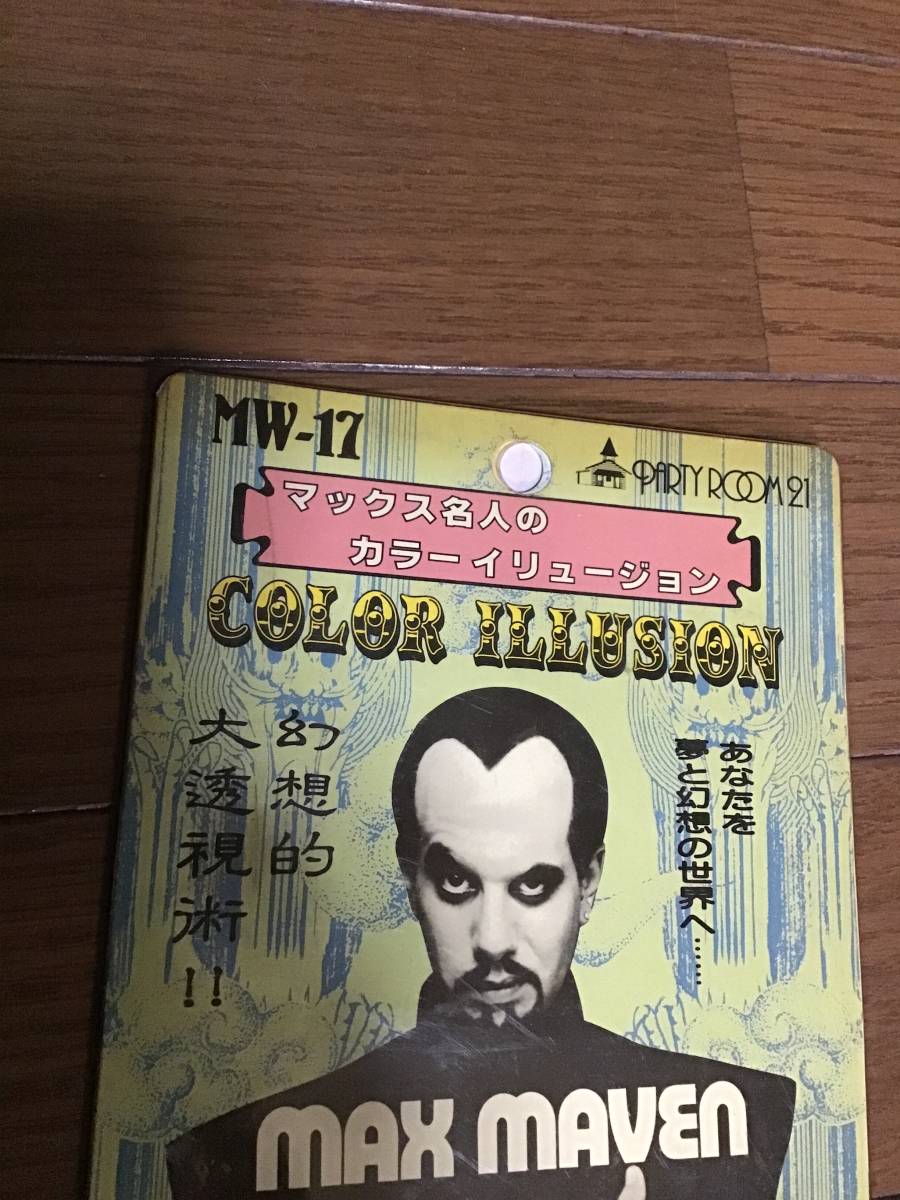 MW-17
PARTY ROOM 21
マックス名人の
カラーイリュージョン
COLOR ILLUSION
幻想的
大透視術!!
あなたを
夢と幻想の世界へ……
MAX MAVEN